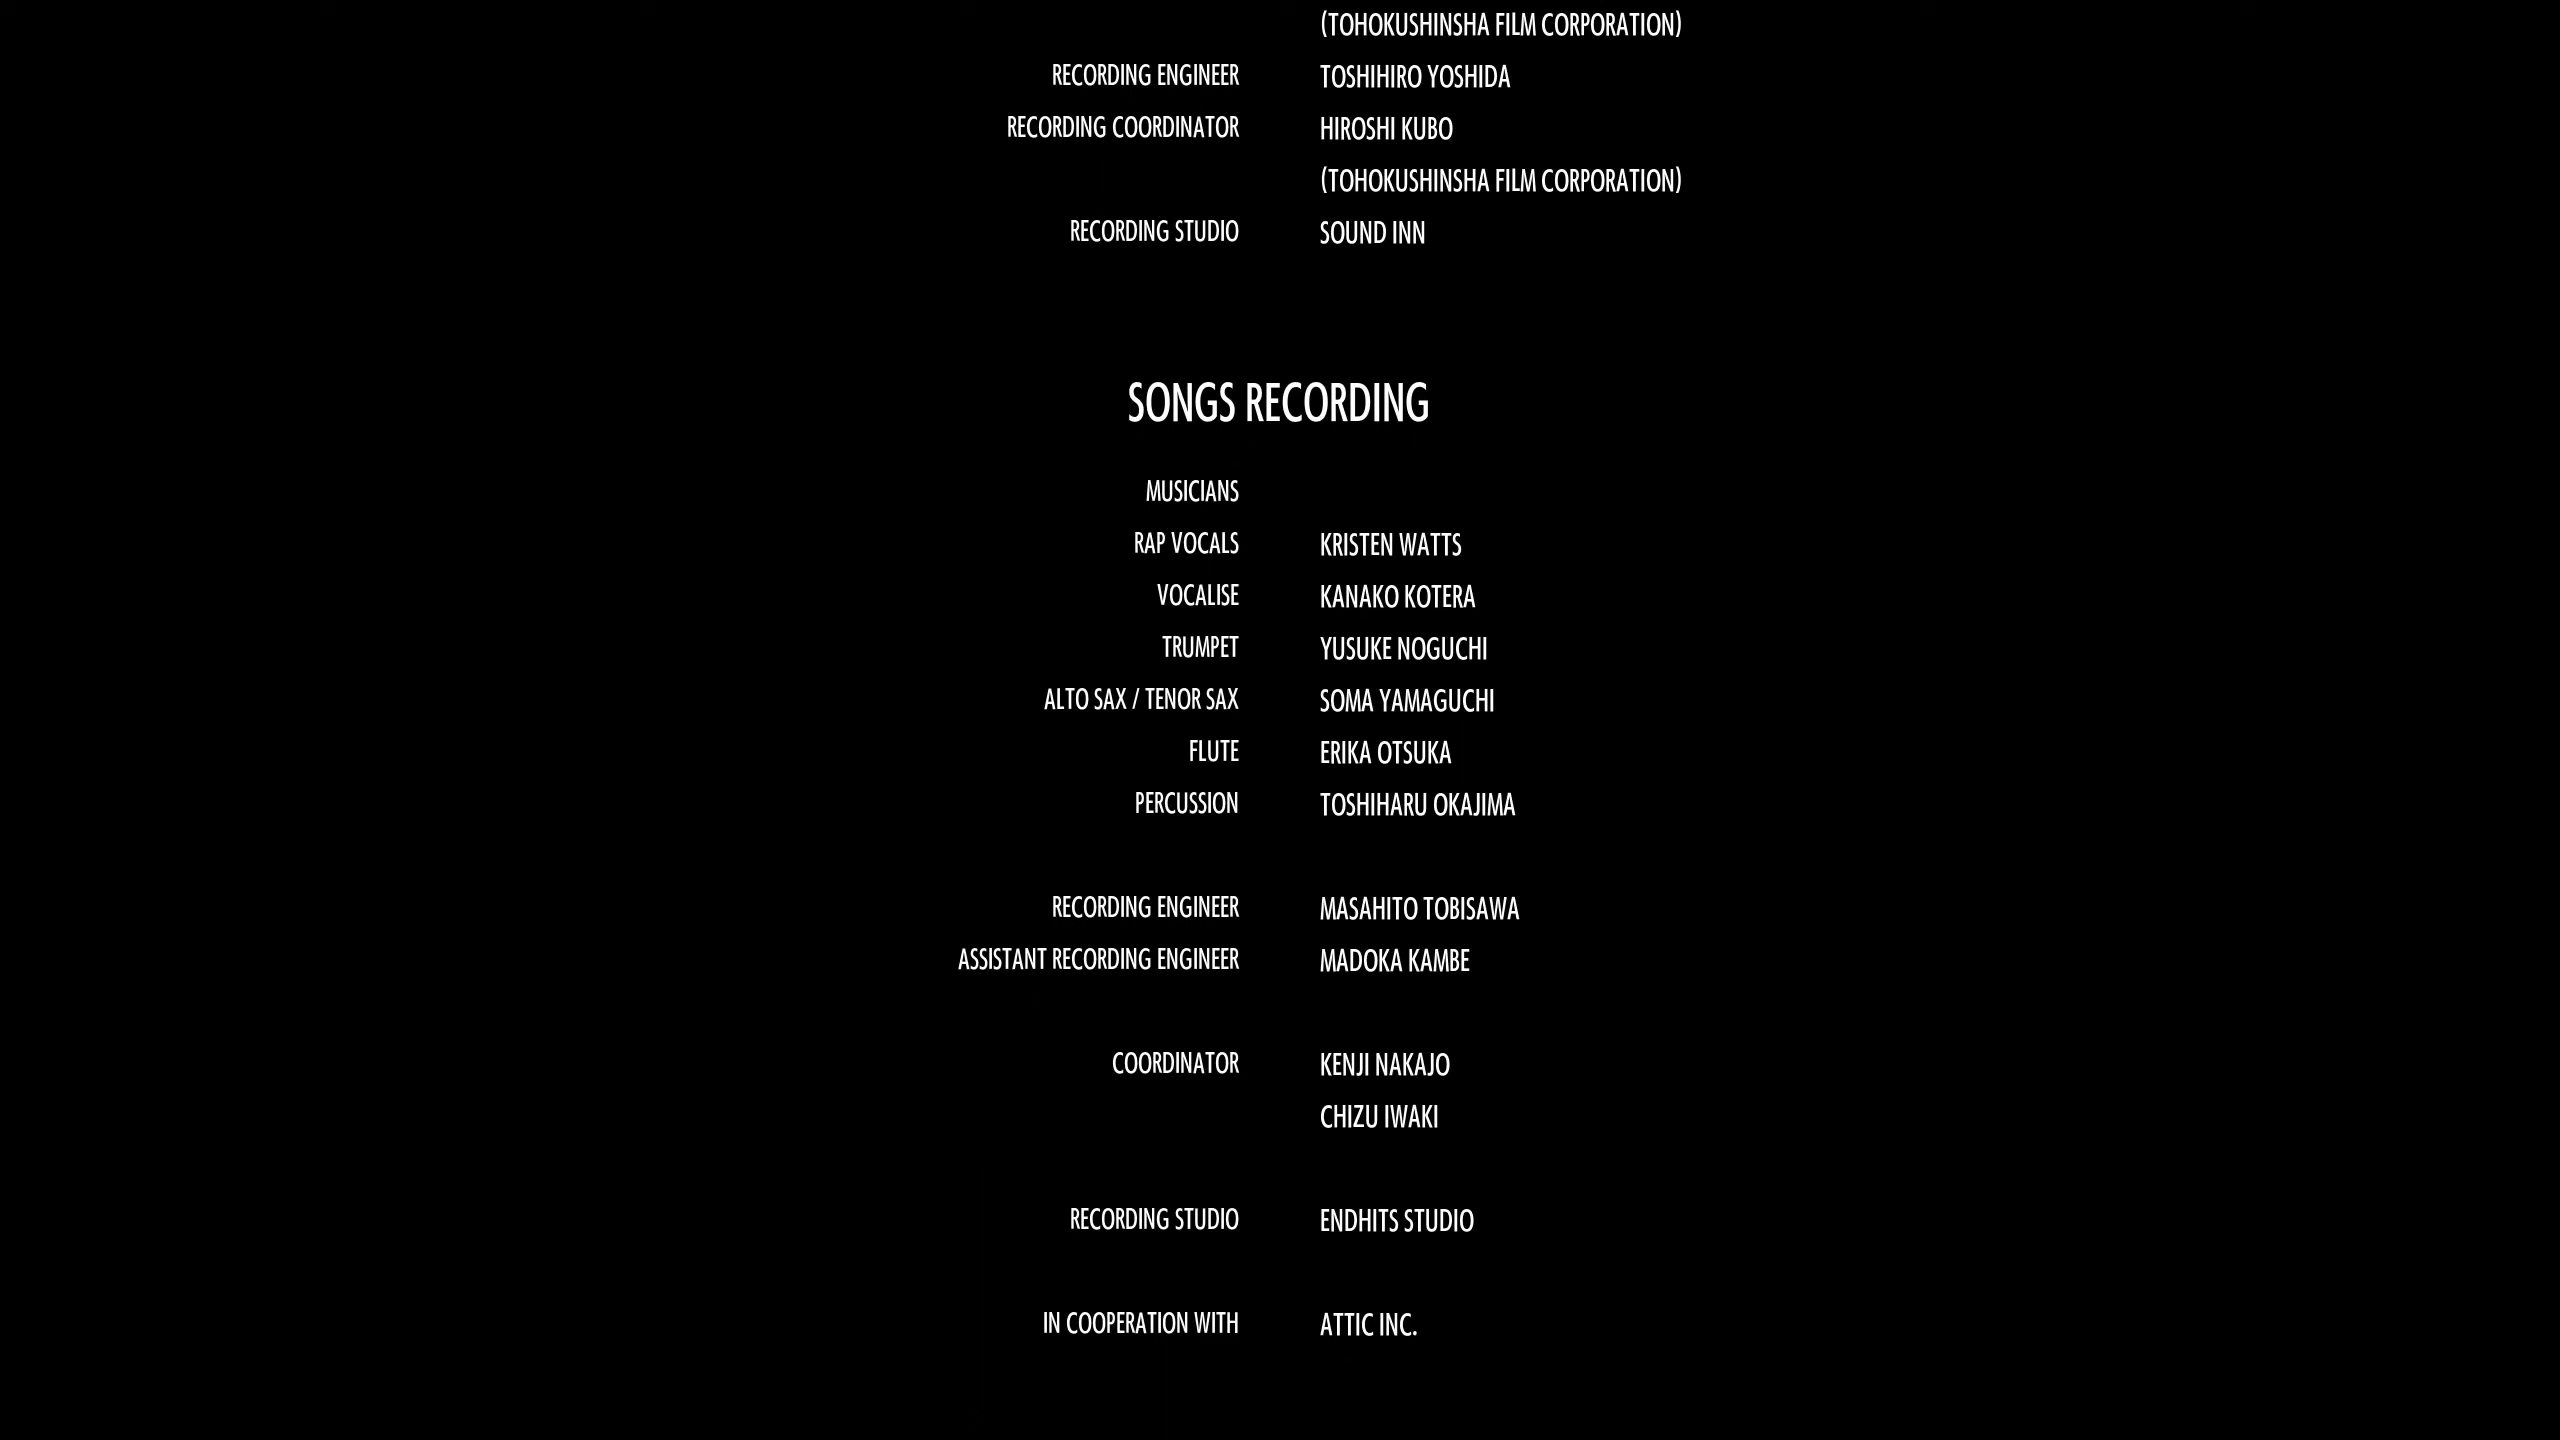 (TOHOKUSHINSHA FILM CORPORATION)
RECORDING ENGINEER TOSHIHIRO YOSHIDA
RECORDING COORDINATOR HIROSHI KUBO
(TOHOKUSHINSHA FILM CORPORATION)
RECORDING STUDIO SOUND INN
SONGS RECORDING
MUSICIANS
RAP VOCALS KRISTEN WATTS
VOCALISE KANAKO KOTERA
TRUMPET YUSUKE NOGUCHI
ALTO SAX / TENOR SAX SOMA YAMAGUCHI
FLUTE ERIKA OTSUKA
PERCUSSION TOSHIHARU OKAJIMA
RECORDING ENGINEER MASAHITO TOBISAWA
ASSISTANT RECORDING ENGINEER MADOKA KAMBE
COORDINATOR KENJI NAKAJO
CHIZU IWAKI
RECORDING STUDIO ENDHITS STUDIO
IN COOPERATION WITH ATTIC INC.